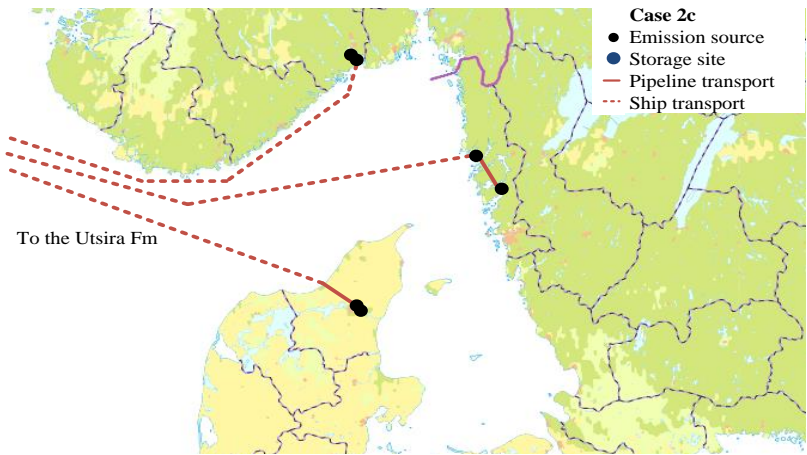 Case 2c
Emission source
Storage site
Pipeline transport
Ship transport
To the Utsira Fm